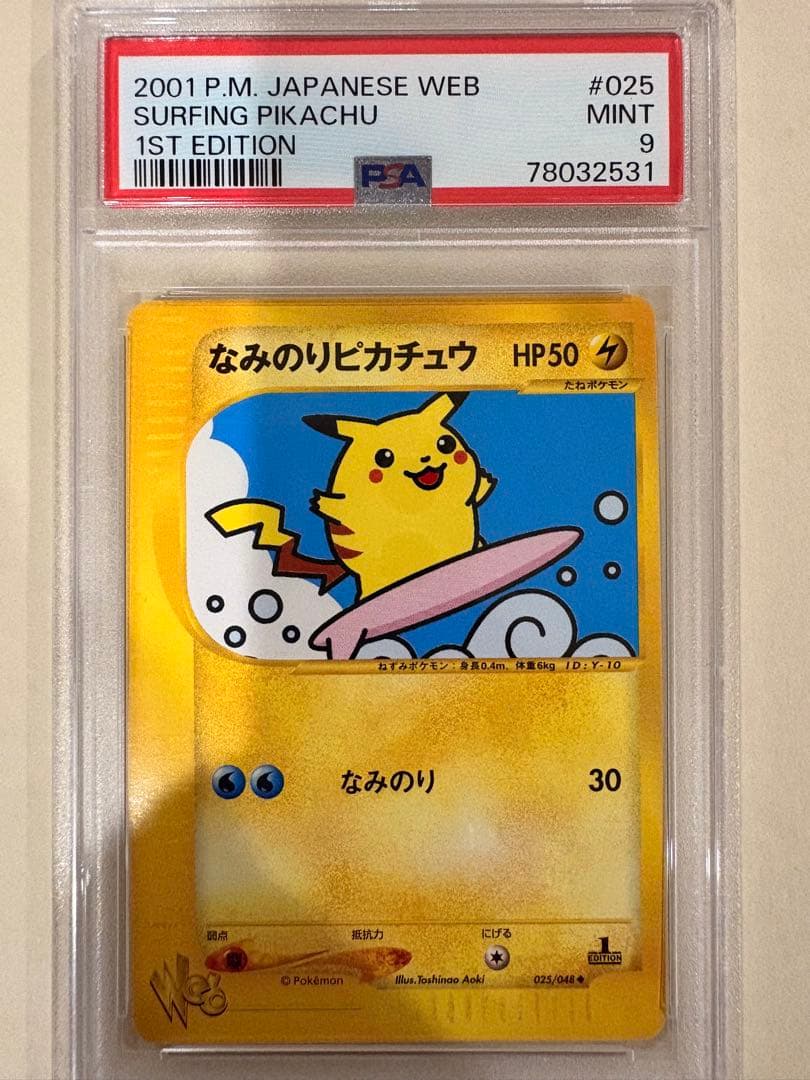 2001 P.M. JAPANESE WEB #025
SURFING PIKACHU MINT
1ST EDITION 9
PSA 78032531
なみのりピカチュウ HP50
たねポケモン
ねずみポケモン：身長0.4m、体重6kg ID:Y-10
なみのり 30
弱点 抵抗力 にげる
1 EDITION
© Pokémon Illus.Toshinao Aoki 025/048
Web